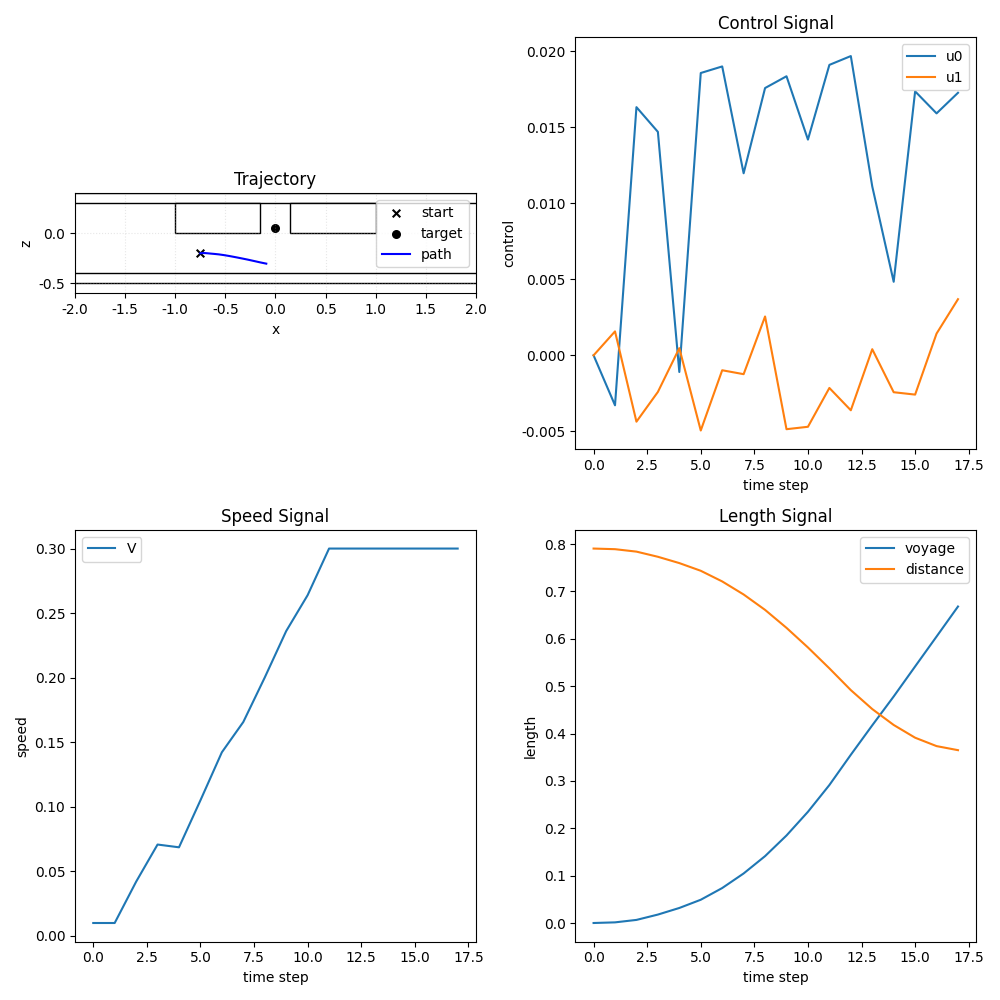 Trajectory
z
0.0
-0.5
start
target
path
-2.0 -1.5 -1.0 -0.5 0.0 0.5 1.0 1.5 2.0
x
Control Signal
control
0.020
0.015
0.010
0.005
0.000
-0.005
u0
u1
0.0 2.5 5.0 7.5 10.0 12.5 15.0 17.5
time step
Speed Signal
speed
0.30
0.25
0.20
0.15
0.10
0.05
0.00
V
0.0 2.5 5.0 7.5 10.0 12.5 15.0 17.5
time step
Length Signal
length
0.8
0.7
0.6
0.5
0.4
0.3
0.2
0.1
0.0
voyage
distance
0.0 2.5 5.0 7.5 10.0 12.5 15.0 17.5
time step